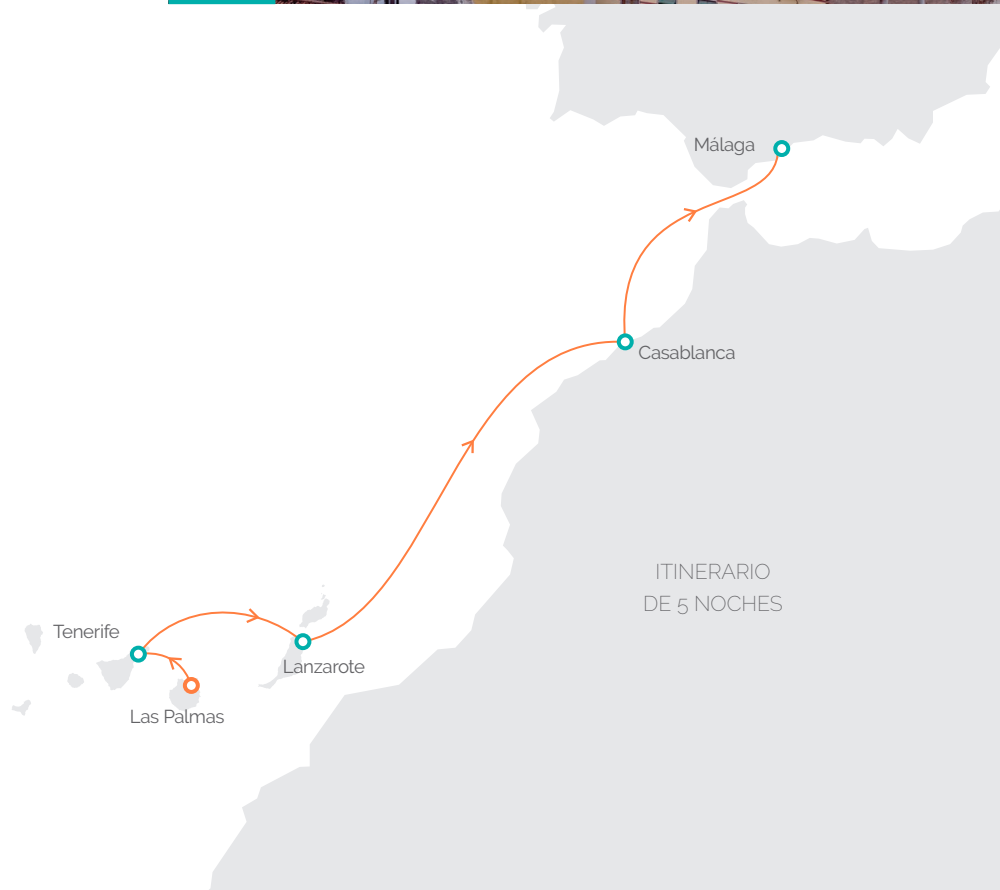 Málaga
Casablanca
ITINERARIO
DE 5 NOCHES
Tenerife
Lanzarote
Las Palmas